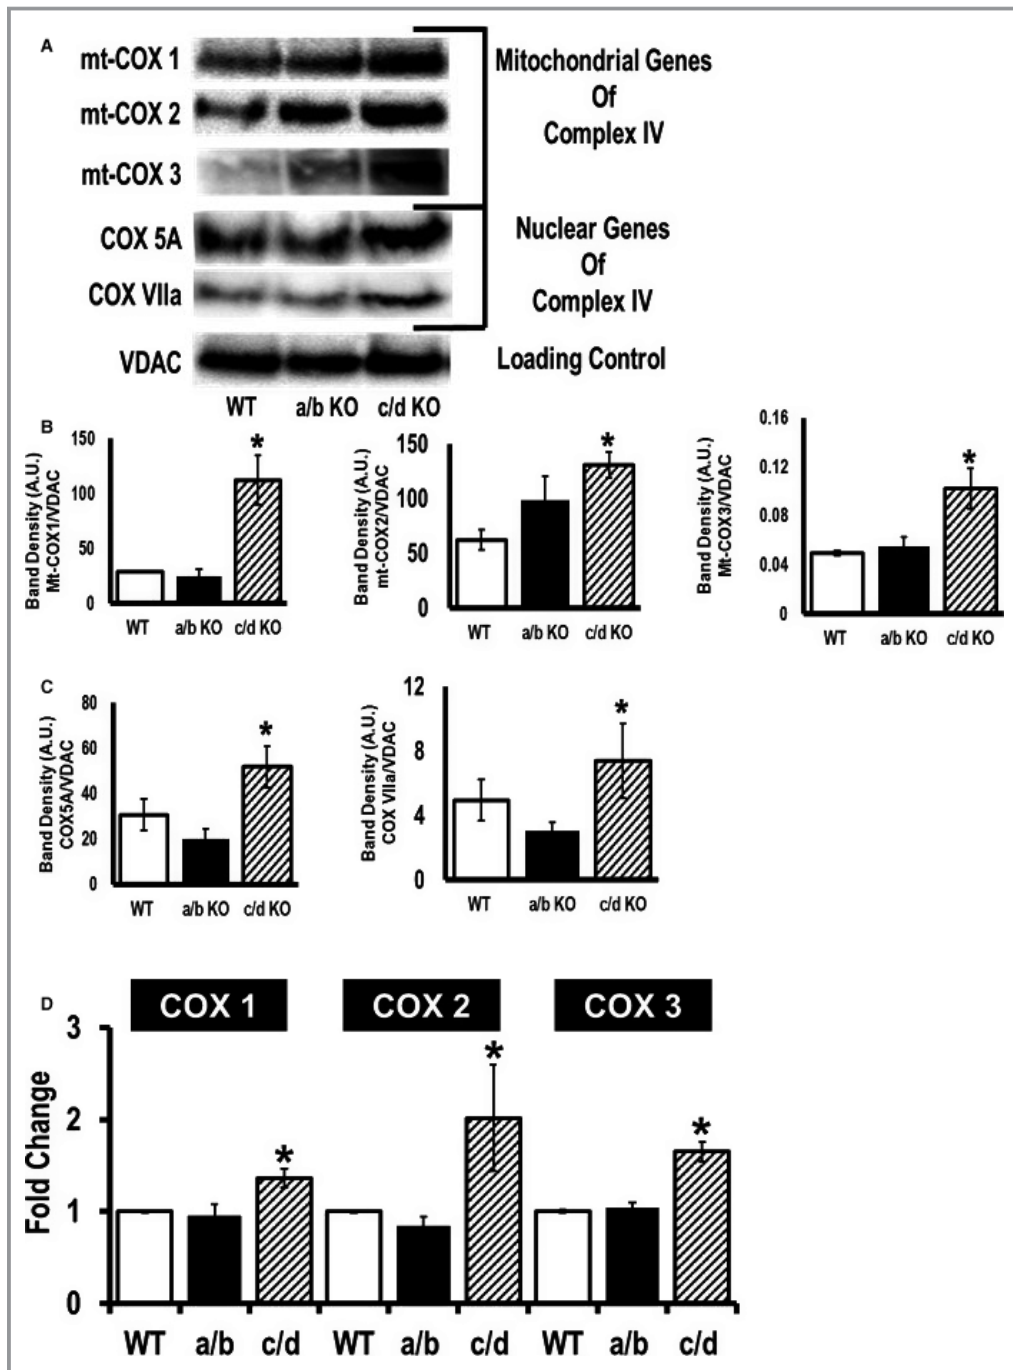 A
mt-COX 1
mt-COX 2
mt-COX 3
COX 5A
COX VIIa
VDAC
Mitochondrial Genes
Of
Complex IV
Nuclear Genes
Of
Complex IV
Loading Control
WT a/b KO c/d KO
B
Band Density (A.U.)
Mt-COX1/VDAC
150
100
50
0
*
WT a/b KO c/d KO
Band Density (A.U.)
mt-COX2/VDAC
150
100
50
0
*
WT a/b KO c/d KO
Band Density (A.U.)
Mt-COX3/VDAC
0.16
0.12
0.08
0.04
0
*
WT a/b KO c/d KO
C
Band Density (A.U.)
COX5A/VDAC
80
60
40
20
0
*
WT a/b KO c/d KO
Band Density (A.U.)
COX VIIa/VDAC
12
8
4
0
*
WT a/b KO c/d KO
D
COX 1 COX 2 COX 3
Fold Change
3
2
1
0
* * *
WT a/b c/d WT a/b c/d WT a/b c/d